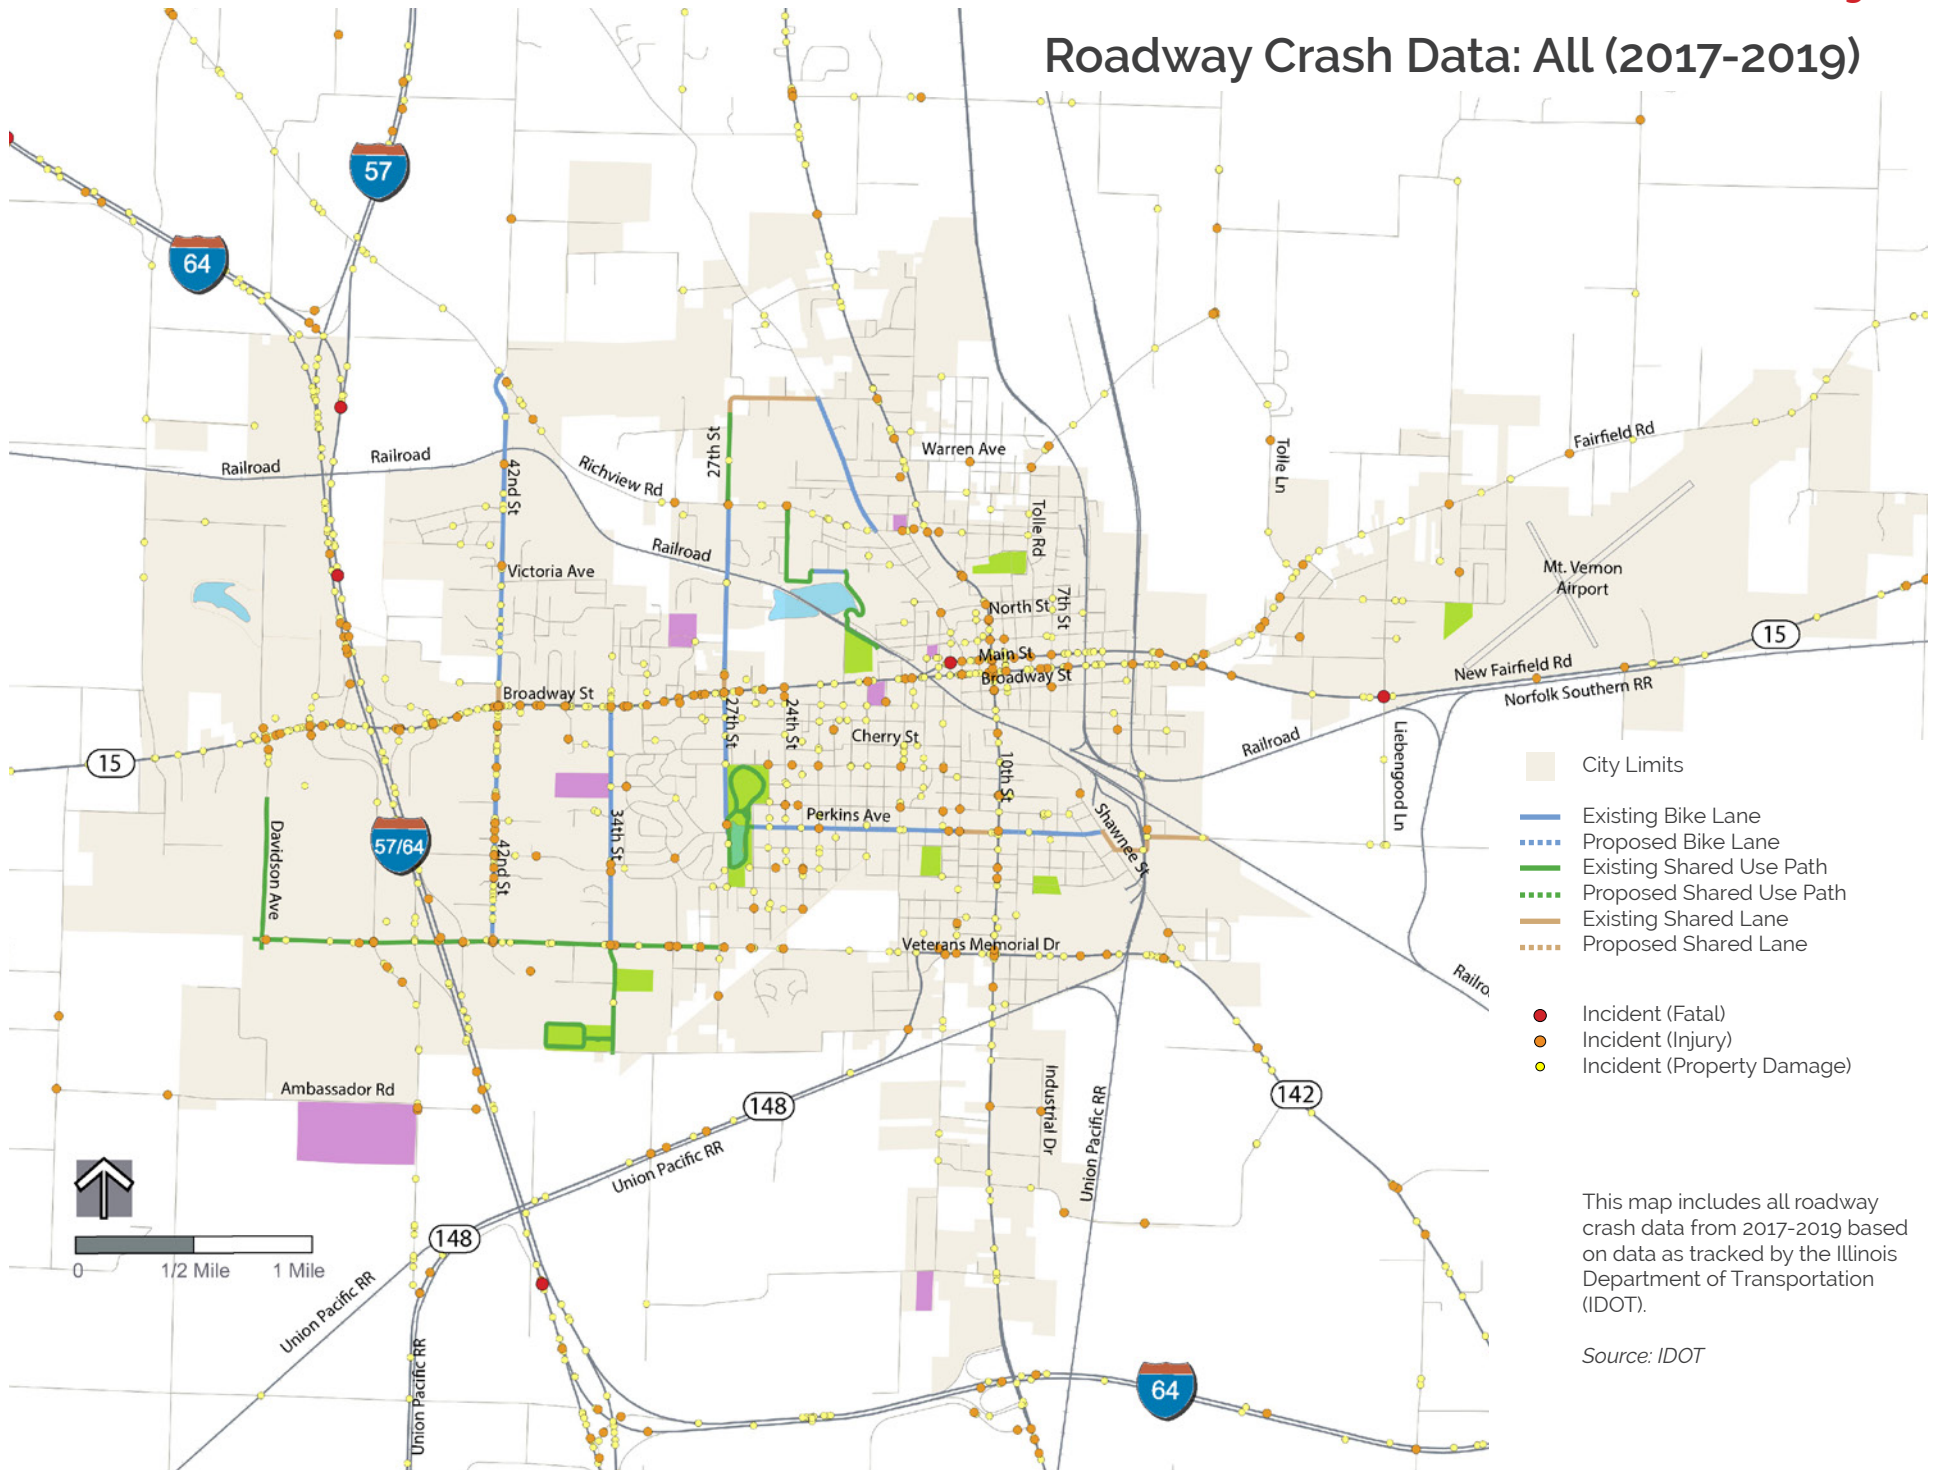 Roadway Crash Data: All (2017-2019)
57
64
Warren Ave
Fairfield Rd
27th St
Tolle Ln
Railroad
Railroad
Richview Rd
42nd St
Tolle Rd
Railroad
Victoria Ave
Mt. Vernon
Airport
North St
7th St
15
Main St
Broadway St
New Fairfield Rd
Norfolk Southern RR
Broadway St
27th St
24th St
Cherry St
Railroad
Liebengood Ln
15
10th St
Perkins Ave
Shawnee St
34th St
57/64
42nd St
Davidson Ave
Veterans Memorial Dr
Railro
Ambassador Rd
148
Industrial Dr
Union Pacific RR
142
Union Pacific RR
148
Union Pacific RR
Union Pacific RR
64
0 1/2 Mile 1 Mile
City Limits
Existing Bike Lane
Proposed Bike Lane
Existing Shared Use Path
Proposed Shared Use Path
Existing Shared Lane
Proposed Shared Lane
Incident (Fatal)
Incident (Injury)
Incident (Property Damage)
This map includes all roadway
crash data from 2017-2019 based
on data as tracked by the Illinois
Department of Transportation
(IDOT).
Source: IDOT